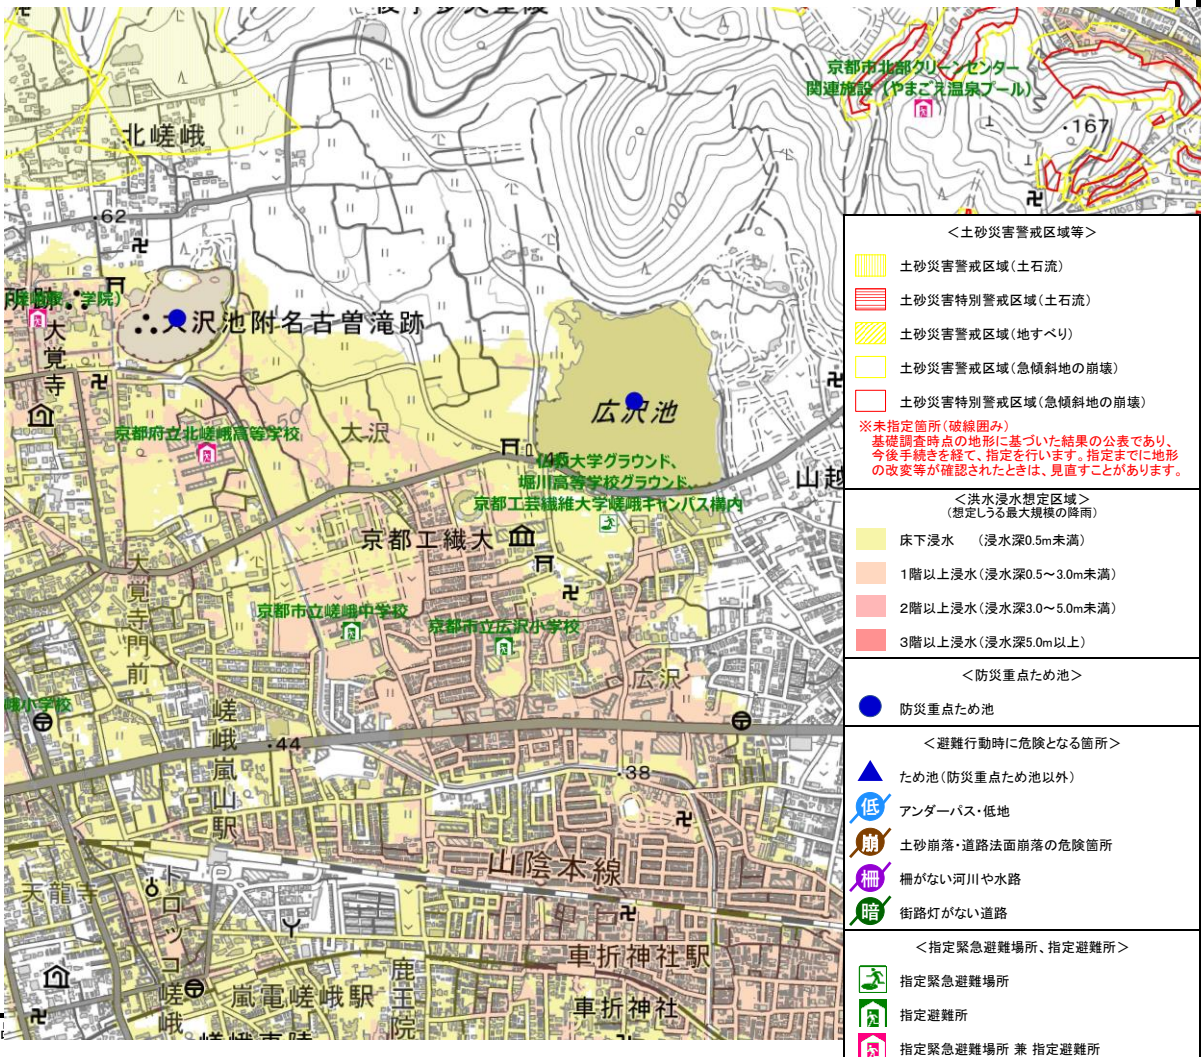 京都市北部クリーンセンター
関連施設（やまごえ温泉プール）
・167
北嵯峨
・62
100
大覚寺
大沢池附名古曽滝跡
50
広沢池
京都府立北嵯峨高等学校
大沢
山越
堀川高等学校グラウンド、
京都工芸繊維大学嵯峨キャンパス構内
京都工繊大
大覚寺門前
京都市立嵯峨中学校
京都市立広沢小学校
広沢
嵯峨嵐山駅
・44
・38
山陰本線
天龍寺
トロッコ嵯峨
車折神社駅
嵐電嵯峨駅
鹿王院
車折神社
＜土砂災害警戒区域等＞
土砂災害警戒区域（土石流）
土砂災害特別警戒区域（土石流）
土砂災害警戒区域（地すべり）
土砂災害警戒区域（急傾斜地の崩壊）
土砂災害特別警戒区域（急傾斜地の崩壊）
※未指定箇所（破線囲み）
基礎調査時点の地形に基づいた結果の公表であり、
今後手続きを経て、指定を行います。指定までに地形
の改変等が確認されたときは、見直すことがあります。
＜洪水浸水想定区域＞
（想定しうる最大規模の降雨）
床下浸水　（浸水深0.5m未満）
1階以上浸水（浸水深0.5～3.0m未満）
2階以上浸水（浸水深3.0～5.0m未満）
3階以上浸水（浸水深5.0m以上）
＜防災重点ため池＞
防災重点ため池
＜避難行動時に危険となる箇所＞
ため池（防災重点ため池以外）
低 アンダーパス・低地
崩 土砂崩落・道路法面崩落の危険箇所
柵 柵がない河川や水路
暗 街路灯がない道路
＜指定緊急避難場所、指定避難所＞
指定緊急避難場所
指定避難所
指定緊急避難場所 兼 指定避難所